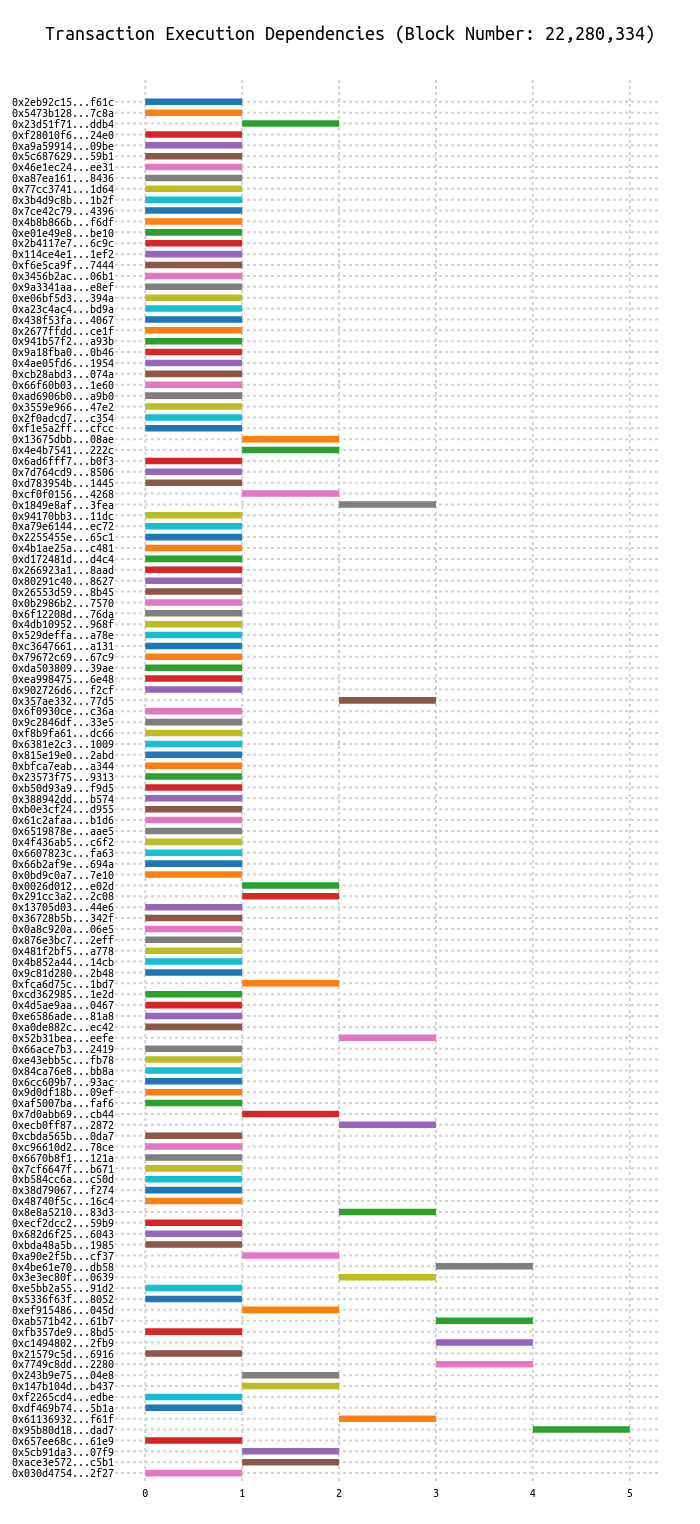 Transaction Execution Dependencies (Block Number: 22,280,334)
0x2eb92c15...f61c
0x5473b128...7c8a
0x23d51f71...ddb4
0xf28010f6...24e0
0xa9a59914...09be
0x5c687629...59b1
0x46e1ec24...ee31
0xa87ea161...8436
0x77cc3741...1d64
0x3b4d9c8b...1b2f
0x7ce42c79...4396
0x4b8b866b...f6df
0xe01e49e8...be10
0x2b4117e7...6c9c
0x114ce4e1...1ef2
0xf6e5ca9f...7444
0x3456b2ac...06b1
0x9a3341aa...e8ef
0xe06bf5d3...394a
0xa23c4ac4...bd9a
0x438f53fa...4067
0x2677ffdd...ce1f
0x941b57f2...a93b
0x9a18fba0...0b46
0x4ae05fd6...1954
0xcb28abd3...074a
0x66f60b03...1e60
0xad6906b0...a9b0
0x3559e966...47e2
0x2f0adcd7...c354
0xf1e5a2ff...cfcc
0x13675dbb...08ae
0x4e4b7541...222c
0x6ad6fff7...b0f3
0x7d764cd9...8506
0xd783954b...1445
0xcf0f0156...4268
0x1849e8af...3fea
0x94170bb3...11dc
0xa79e6144...ec72
0x2255455e...65c1
0x4b1ae25a...c481
0xd172481d...d4c4
0x266923a1...8aad
0x80291c40...8627
0x26553d59...8b45
0x0b2986b2...7570
0x6f12208d...76da
0x4db10952...968f
0x529deffa...a78e
0xc3647661...a131
0x79672c69...67c9
0xda503809...39ae
0xea998475...6e48
0x902726d6...f2cf
0x357ae332...77d5
0x6f0930ce...c36a
0x9c2846df...33e5
0xf8b9fa61...dc66
0x6381e2c3...1009
0x815e19e0...2abd
0xbfca7eab...a344
0x23573f75...9313
0xb50d93a9...f9d5
0x388942dd...b574
0xb0e3cf24...d955
0x61c2afaa...b1d6
0x6519878e...aae5
0x4f436ab5...c6f2
0x6607823c...fa63
0x66b2af9e...694a
0x0bd9c0a7...7e10
0x0026d012...e02d
0x291cc3a2...2c08
0x13705d03...44e6
0x36728b5b...342f
0x0a8c920a...06e5
0x876e3bc7...2eff
0x481f2bf5...a778
0x4b852a44...14cb
0x9c81d280...2b48
0xfca6d75c...1bd7
0xcd362985...1e2d
0x4d5ae9aa...0467
0xe6586ade...81a8
0xa0de882c...ec42
0x52b31bea...eefe
0x66ace7b3...2419
0xe43ebb5c...fb78
0x84ca76e8...bb8a
0x6cc609b7...93ac
0x9d0df18b...09ef
0xaf5007ba...faf6
0x7d0abb69...cb44
0xecb0ff87...2872
0xcbda565b...0da7
0xc96610d2...78ce
0x6670b8f1...121a
0x7cf6647f...b671
0xb584cc6a...c50d
0x38d79067...f274
0x48740f5c...16c4
0x8e8a5210...83d3
0xecf2dcc2...59b9
0x682d6f25...6043
0xbda48a5b...1985
0xa90e2f5b...cf37
0x4be61e70...db58
0x3e3ec80f...0639
0xe5bb2a55...91d2
0x5336f63f...8052
0xef915486...045d
0xab571b42...61b7
0xfb357de9...8bd5
0xc1494802...2fb9
0x21579c5d...6916
0x7749c8dd...2280
0x243b9e75...04e8
0x147b104d...b437
0xf2265cd4...edbe
0xdf469b74...5b1a
0x61136932...f61f
0x95b80d18...dad7
0x657ee68c...61e9
0x5cb91da3...07f9
0xace3e572...c5b1
0x030d4754...2f27
0 1 2 3 4 5